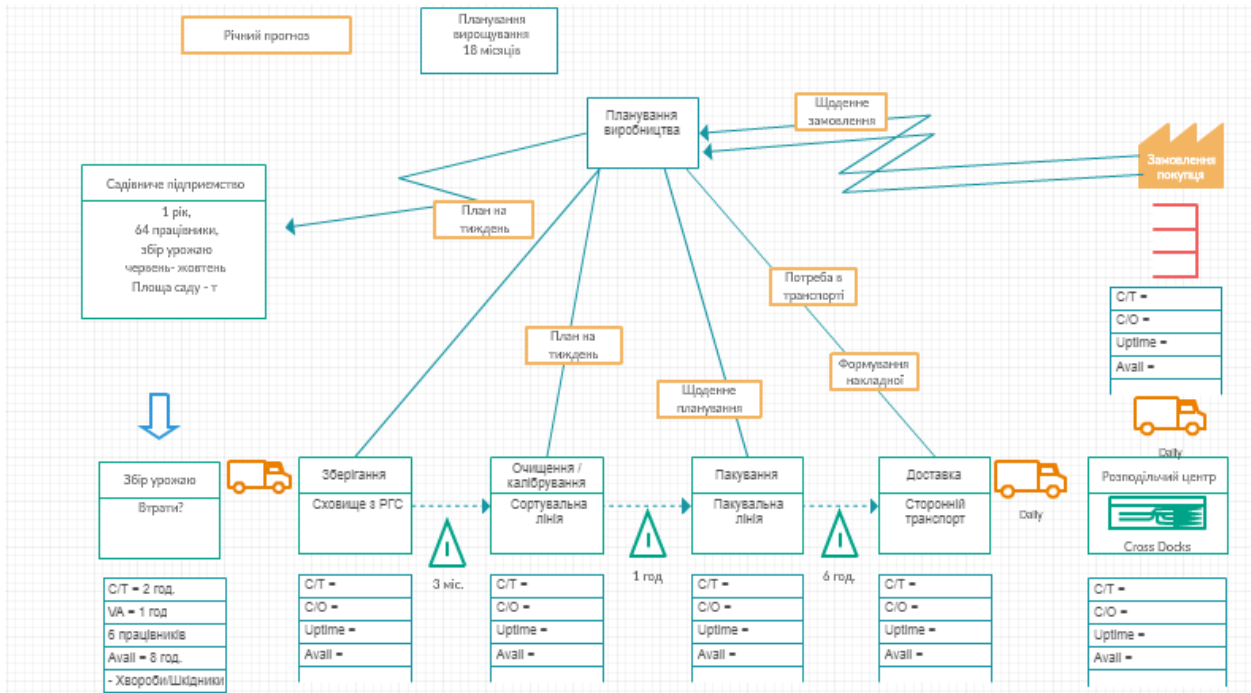 Річний прогноз
Планування
вирощування
18 місяців
Планування
виробництва
Щоденне
замовлення
Замовлення
покупця
Садівниче підприємство
1 рік,
64 працівники,
збір урожаю
червень- жовтень
Площа саду - т
План на
тиждень
Потреба в
транспорті
План на
тиждень
Формування
накладної
Щоденне
планування
C/T =
C/O =
Uptime =
Avail =
Daily
Збір урожаю
Втрати?
Зберігання
Сховище з РГС
Очищення /
калібрування
Сортувальна
лінія
Пакування
Пакувальна
лінія
Доставка
Сторонній
транспорт
Daily
Розподільчий центр
Cross Docks
3 міс.
1 год
6 год.
C/T = 2 год.
VA = 1 год
6 працівників
Avail = 8 год.
- Хвороби/Шкідники
C/T =
C/O =
Uptime =
Avail =
C/T =
C/O =
Uptime =
Avail =
C/T =
C/O =
Uptime =
Avail =
C/T =
C/O =
Uptime =
Avail =
C/T =
C/O =
Uptime =
Avail =